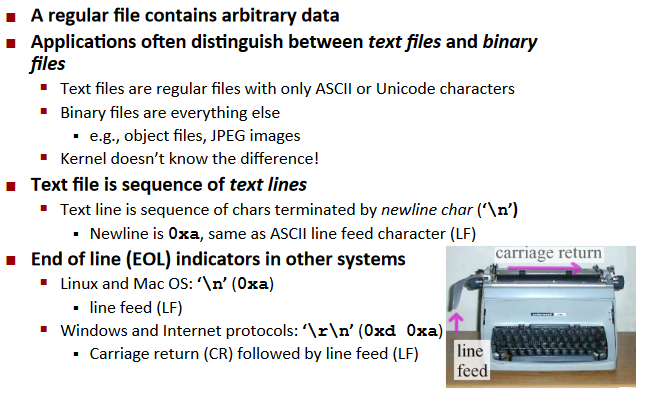 A regular file contains arbitrary data
Applications often distinguish between text files and binary
files
Text files are regular files with only ASCII or Unicode characters
Binary files are everything else
e.g., object files, JPEG images
Kernel doesn’t know the difference!
Text file is sequence of text lines
Text line is sequence of chars terminated by newline char (‘\n’)
Newline is 0xa, same as ASCII line feed character (LF)
End of line (EOL) indicators in other systems
Linux and Mac OS: ‘\n’ (0xa)
line feed (LF)
Windows and Internet protocols: ‘\r\n’ (0xd 0xa)
Carriage return (CR) followed by line feed (LF)
carriage return
line
feed